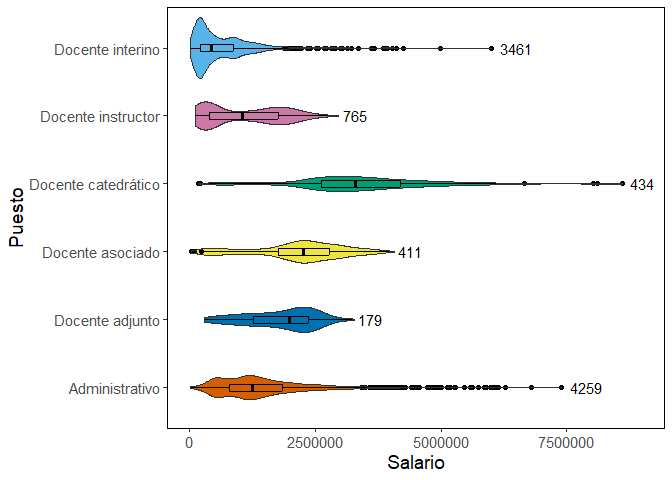 Docente interino
3461
Docente instructor
765
Docente catedrático
434
Docente asociado
411
Docente adjunto
179
Administrativo
4259
Puesto
0
2500000
5000000
7500000
Salario